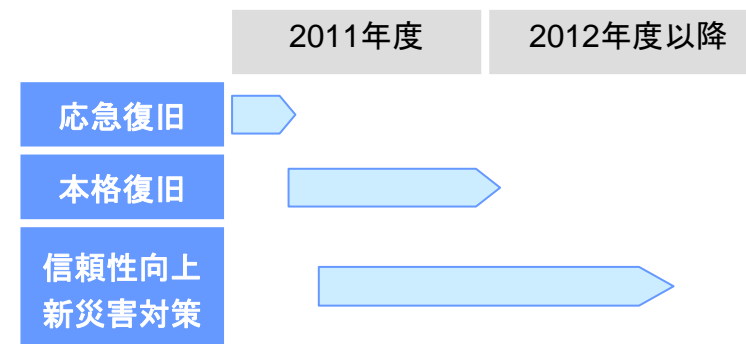 2011年度
2012年度以降
応急復旧
本格復旧
信頼性向上
新災害対策